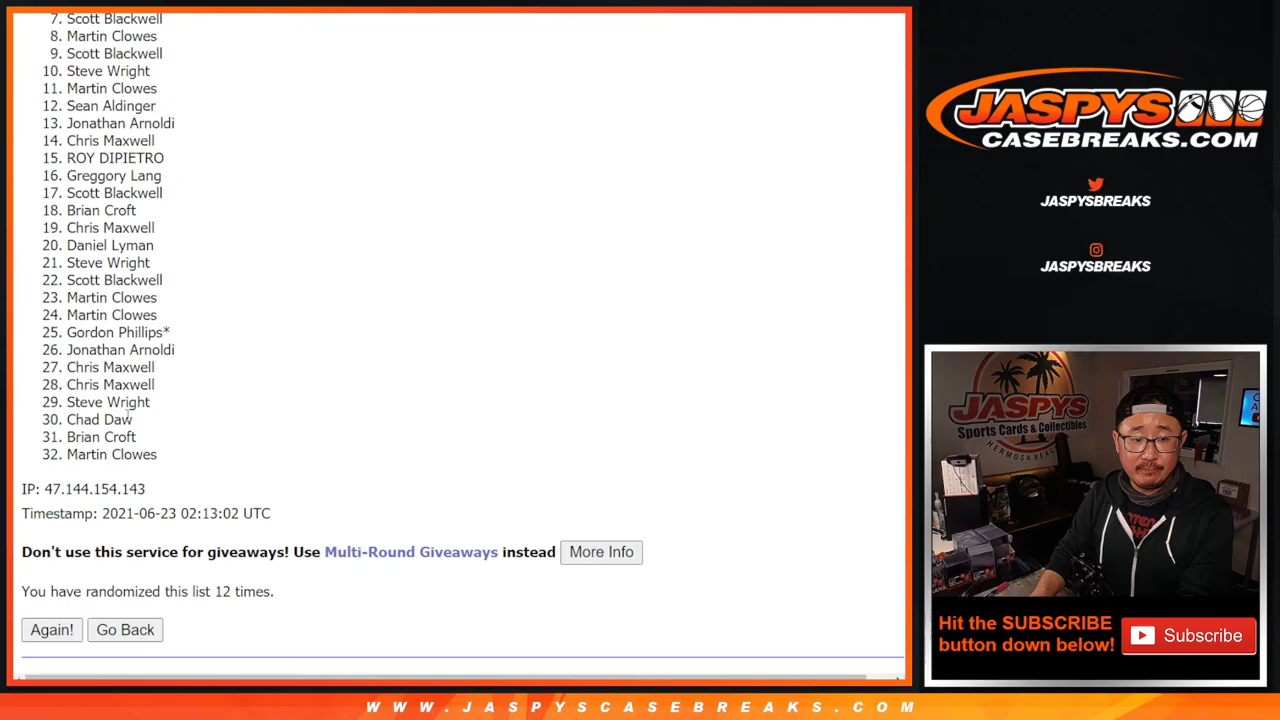 7. Scott Blackwell
8. Martin Clowes
9. Scott Blackwell
10. Steve Wright
11. Martin Clowes
12. Sean Aldinger
13. Jonathan Arnoldi
14. Chris Maxwell
15. ROY DIPIETRO
16. Greggory Lang
17. Scott Blackwell
18. Brian Croft
19. Chris Maxwell
20. Daniel Lyman
21. Steve Wright
22. Scott Blackwell
23. Martin Clowes
24. Martin Clowes
25. Gordon Phillips*
26. Jonathan Arnoldi
27. Chris Maxwell
28. Chris Maxwell
29. Steve Wright
30. Chad Daw
31. Brian Croft
32. Martin Clowes
IP: 47.144.154.143
Timestamp: 2021-06-23 02:13:02 UTC
Don't use this service for giveaways! Use Multi-Round Giveaways instead More Info
You have randomized this list 12 times.
Again! Go Back
JASPYS
CASEBREAKS.COM
JASPYSBREAKS
JASPYSBREAKS
JASPYS
Sports Cards & Collectibles
HERMOSA BEACH
Hit the SUBSCRIBE
button down below!
Subscribe
WWW.JASPYSCASEBREAKS.COM